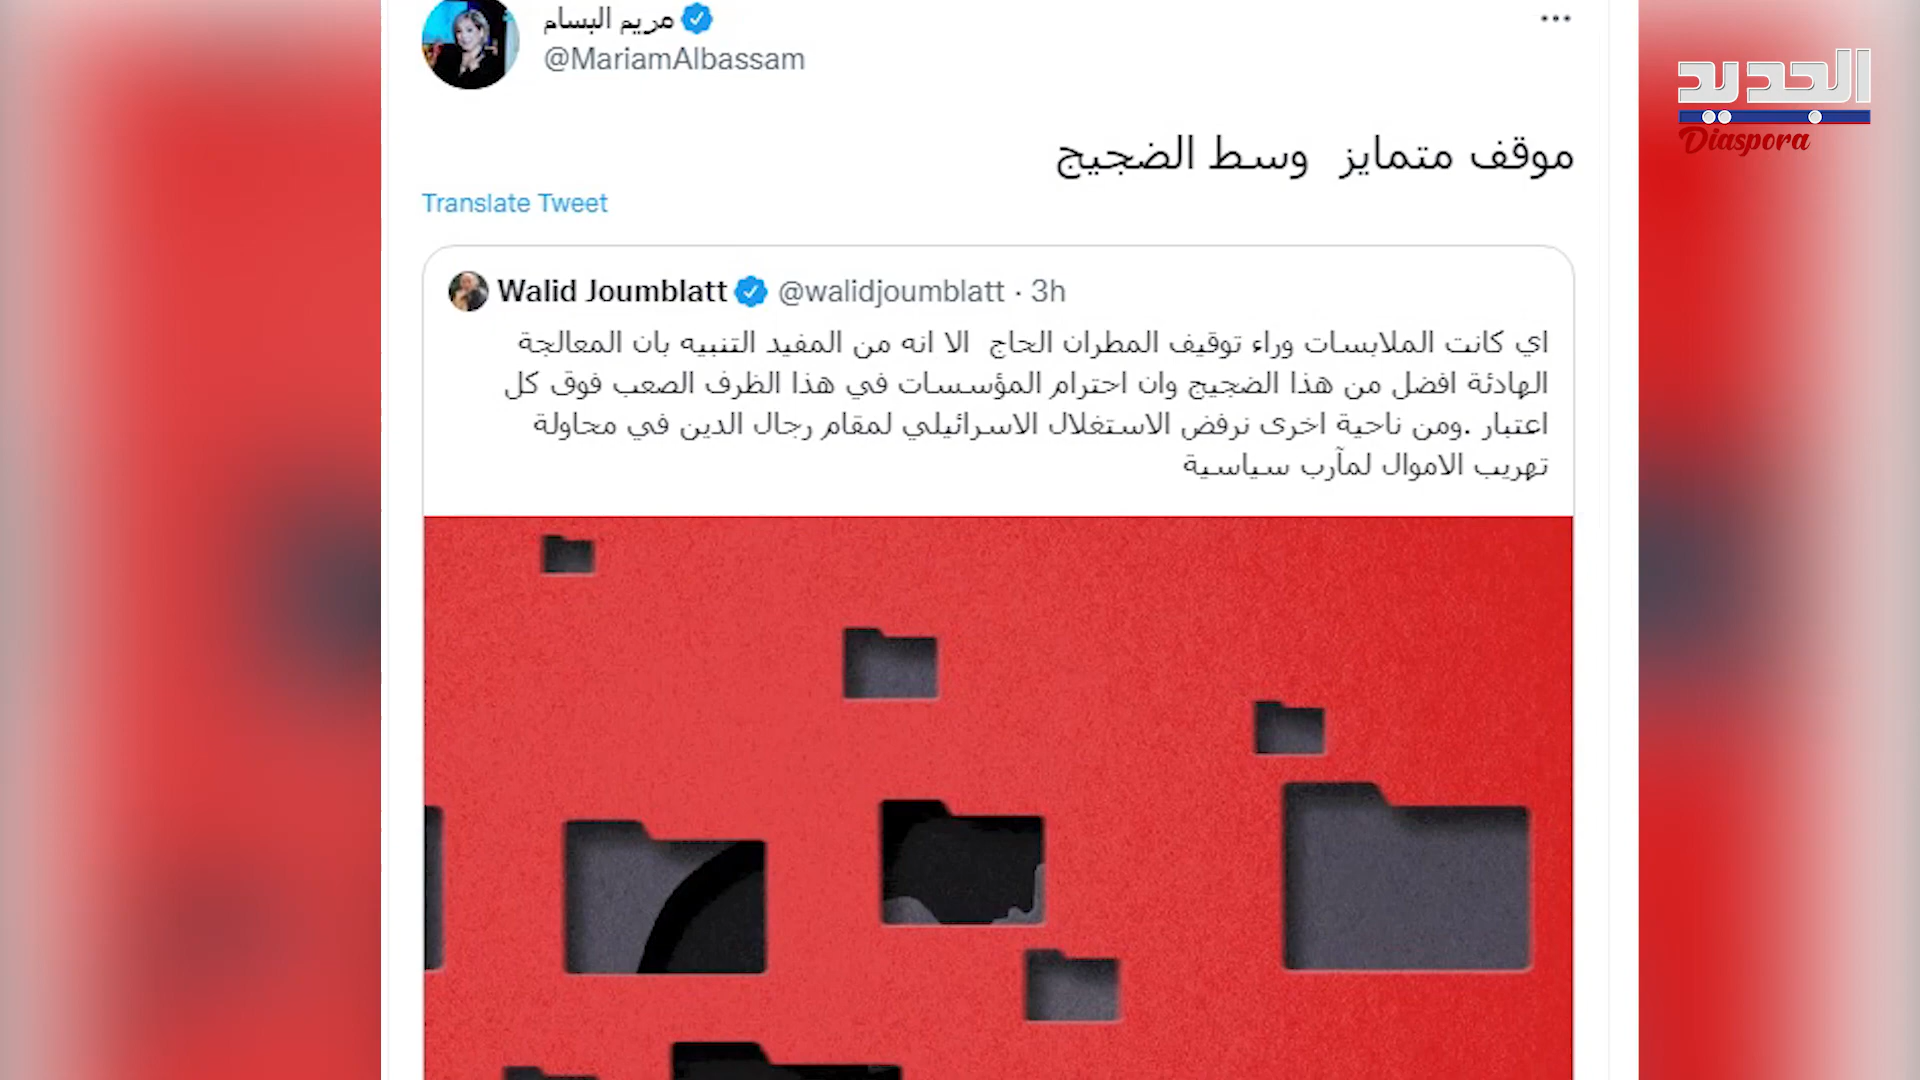 مريم البسام
@MariamAlbassam
الجديد
Diaspora
موقف متمايز وسط الضجيج
Translate Tweet
Walid Joumblatt @walidjoumblatt · 3h
اي كانت الملابسات وراء توقيف المطران الحاج الا انه من المفيد التنبيه بان المعالجة
الهادئة افضل من هذا الضجيج وان احترام المؤسسات في هذا الظرف الصعب فوق كل
اعتبار .ومن ناحية اخرى نرفض الاستغلال الاسرائيلي لمقام رجال الدين في محاولة
تهريب الاموال لمآرب سياسية